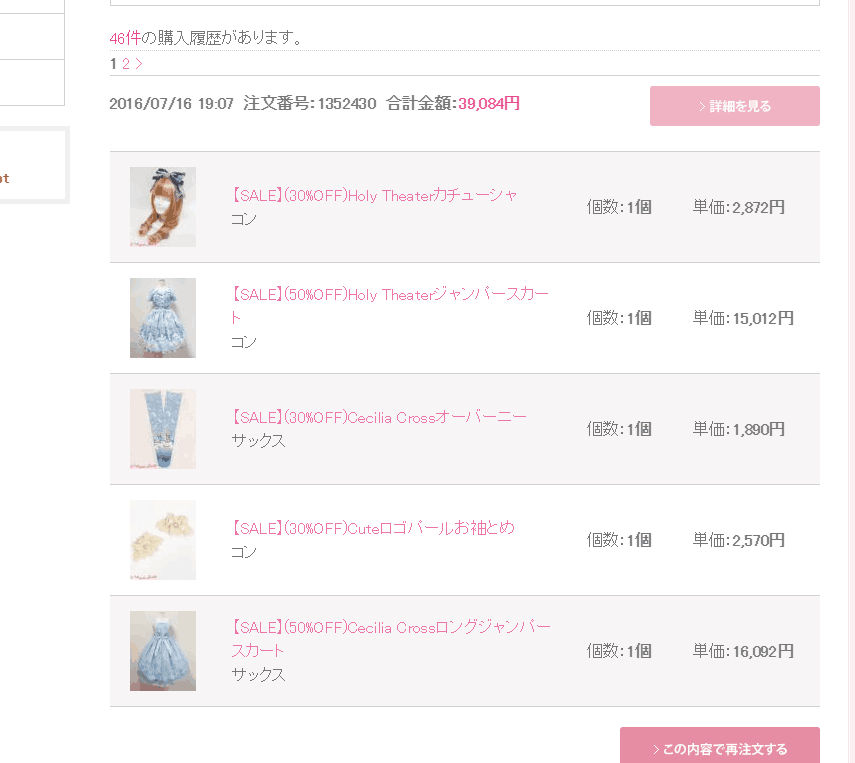 46件の購入履歴があります。
1 2 >
2016/07/16 19:07 注文番号：1352430 合計金額：39,084円
> 詳細を見る
【SALE】(30%OFF)Holy Theaterカチューシャ
コン
個数：1個
単価：2,872円
【SALE】(50%OFF)Holy Theaterジャンパースカー
ト
コン
個数：1個
単価：15,012円
【SALE】(30%OFF)Cecilia Crossオーバーニー
サックス
個数：1個
単価：1,890円
【SALE】(30%OFF)Cuteロゴパールお袖とめ
コン
個数：1個
単価：2,570円
【SALE】(50%OFF)Cecilia Crossロングジャンパー
スカート
サックス
個数：1個
単価：16,092円
> この内容で再注文する